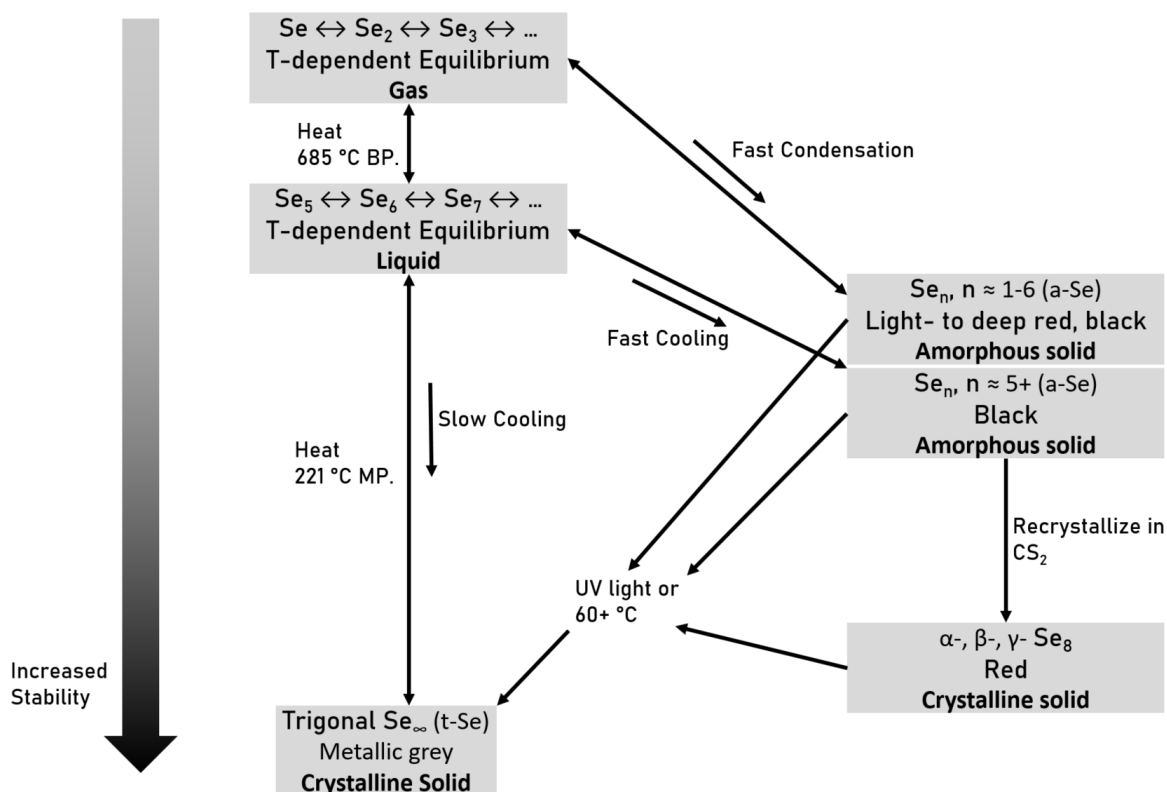 Se ↔ Se₂ ↔ Se₃ ↔ ...
T-dependent Equilibrium
Gas
Heat
685 °C BP.
Fast Condensation
Se₅ ↔ Se₆ ↔ Se₇ ↔ ...
T-dependent Equilibrium
Liquid
Fast Cooling
Seₙ, n ≈ 1-6 (a-Se)
Light- to deep red, black
Amorphous solid
Seₙ, n ≈ 5+ (a-Se)
Black
Amorphous solid
Slow Cooling
Heat
221 °C MP.
Recrystallize in
CS₂
UV light or
60+ °C
α-, β-, γ- Se₈
Red
Crystalline solid
Increased
Stability
Trigonal Se∞ (t-Se)
Metallic grey
Crystalline Solid